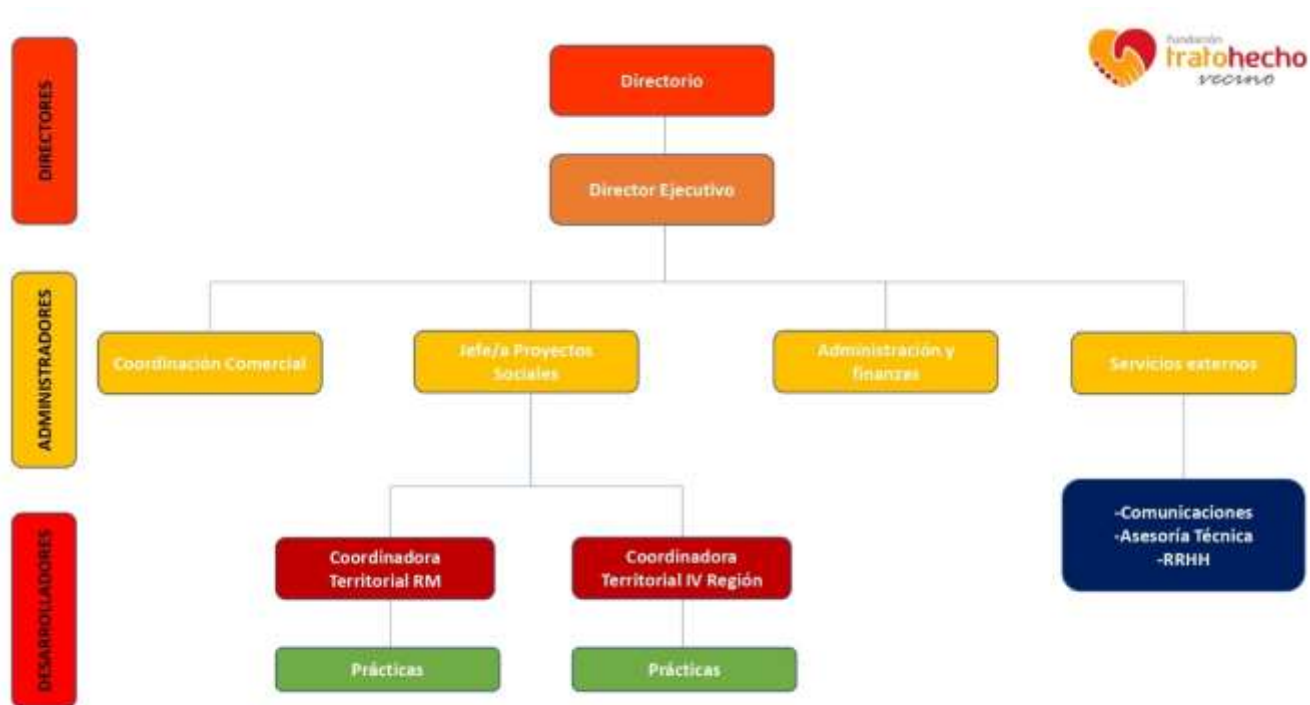 fundación
tratohecho
vecino
DIRECTORES
Directorio
Director Ejecutivo
ADMINISTRADORES
Coordinación Comercial
Jefe/a Proyectos
Sociales
Administración y
finanzas
Servicios externos
DESARROLLADORES
Coordinadora
Territorial RM
Coordinadora
Territorial IV Región
-Comunicaciones
-Asesoría Técnica
-RRHH
Prácticas
Prácticas